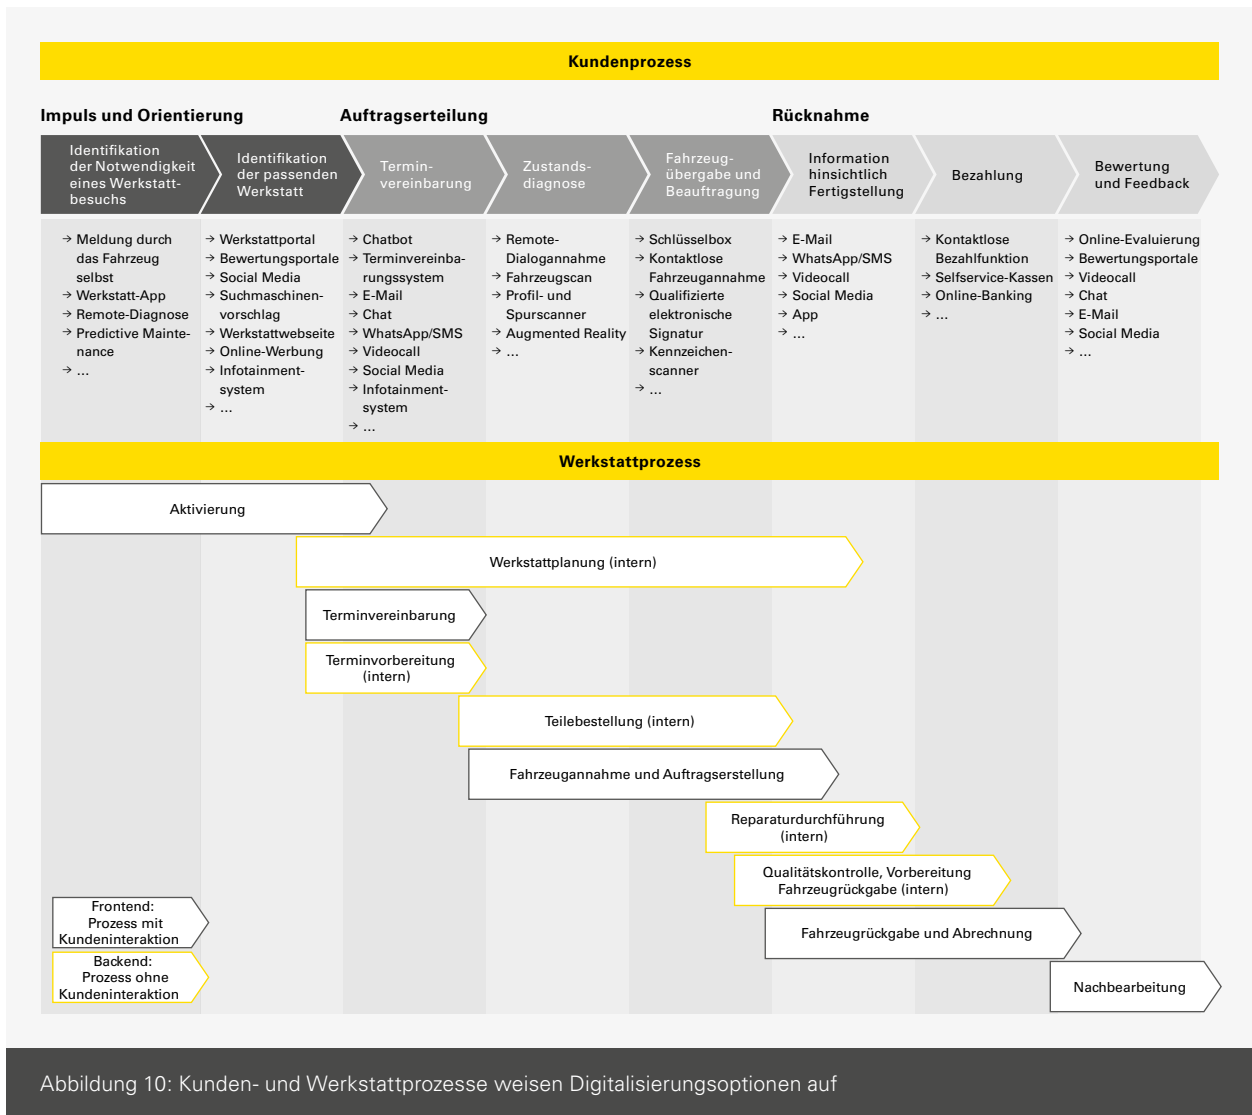 Kundenprozess
Impuls und Orientierung
Auftragserteilung
Rücknahme
Identifikation
der Notwendigkeit
eines Werkstatt-
besuchs
Identifikation
der passenden
Werkstatt
Termin-
vereinbarung
Zustands-
diagnose
Fahrzeug-
übergabe und
Beauftragung
Information
hinsichtlich
Fertigstellung
Bezahlung
Bewertung
und Feedback
→ Meldung durch
das Fahrzeug
selbst
→ Werkstatt-App
→ Remote-Diagnose
→ Predictive Mainte-
nance
→ …
→ Werkstattportal
→ Bewertungsportale
→ Social Media
→ Suchmaschinen-
vorschlag
→ Werkstattwebseite
→ Online-Werbung
→ Infotainment-
system
→ …
→ Chatbot
→ Terminvereinba-
rungssystem
→ E-Mail
→ Chat
→ WhatsApp/SMS
→ Videocall
→ Social Media
→ Infotainment-
system
→ …
→ Remote-
Dialogannahme
→ Fahrzeugscan
→ Profil- und
Spurscanner
→ Augmented Reality
→ …
→ Schlüsselbox
→ Kontaktlose
Fahrzeugannahme
→ Qualifizierte
elektronische
Signatur
→ Kennzeichen-
scanner
→ …
→ E-Mail
→ WhatsApp/SMS
→ Videocall
→ Social Media
→ App
→ …
→ Kontaktlose
Bezahlfunktion
→ Selfservice-Kassen
→ Online-Banking
→ …
→ Online-Evaluierung
→ Bewertungsportale
→ Videocall
→ Chat
→ E-Mail
→ Social Media
→ …
Werkstattprozess
Aktivierung
Werkstattplanung (intern)
Terminvereinbarung
Terminvorbereitung
(intern)
Teilebestellung (intern)
Fahrzeugannahme und Auftragserstellung
Reparaturdurchführung
(intern)
Qualitätskontrolle, Vorbereitung
Fahrzeugrückgabe (intern)
Fahrzeugrückgabe und Abrechnung
Nachbearbeitung
Frontend:
Prozess mit
Kundeninteraktion
Backend:
Prozess ohne
Kundeninteraktion
Abbildung 10: Kunden- und Werkstattprozesse weisen Digitalisierungsoptionen auf